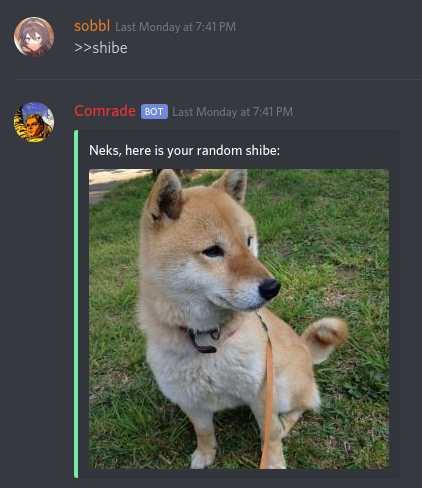 sobbl Last Monday at 7:41 PM
>>shibe
Comrade BOT Last Monday at 7:41 PM
Neks, here is your random shibe: